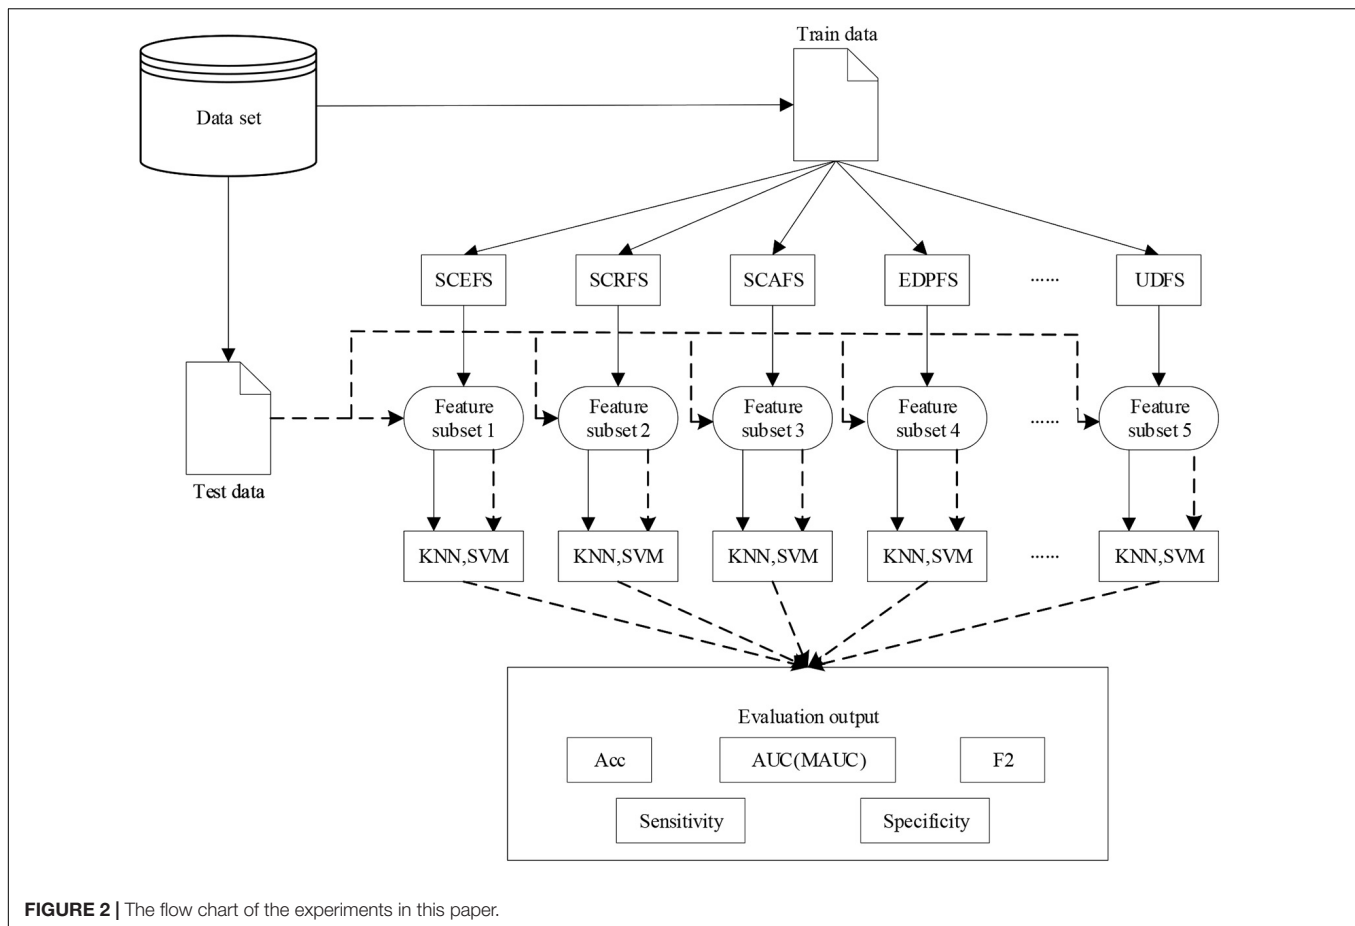 Train data
Data set
SCEFS SCRFS SCAFS EDPFS ...... UDFS
Feature Feature Feature Feature Feature
subset 1 subset 2 subset 3 subset 4 ...... subset 5
Test data
KNN,SVM KNN,SVM KNN,SVM KNN,SVM ...... KNN,SVM
Evaluation output
Acc AUC(MAUC) F2
Sensitivity Specificity
FIGURE 2 | The flow chart of the experiments in this paper.